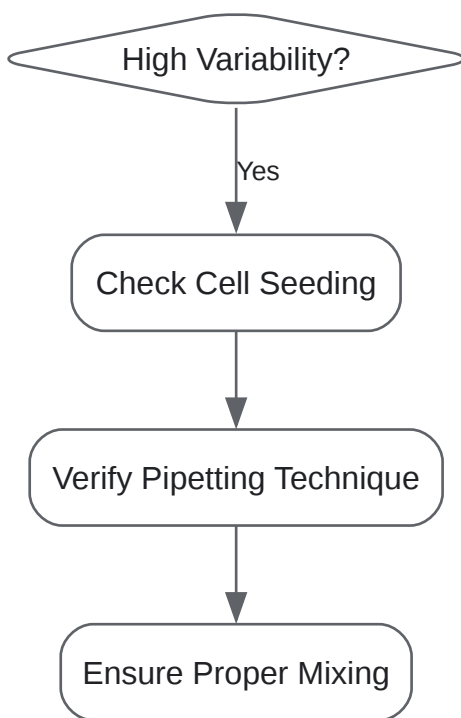 High Variability?
Yes
Check Cell Seeding
Verify Pipetting Technique
Ensure Proper Mixing